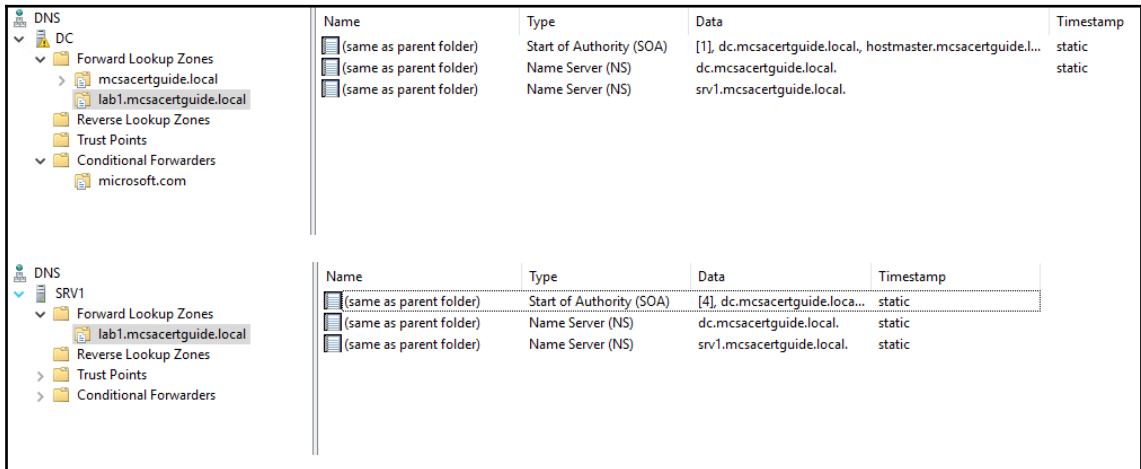 DNS
DC
Forward Lookup Zones
mcsacertguide.local
lab1.mcsacertguide.local
Reverse Lookup Zones
Trust Points
Conditional Forwarders
microsoft.com
Name Type Data Timestamp
(same as parent folder) Start of Authority (SOA) [1], dc.mcsacertguide.local., hostmaster.mcsacertguide.l... static
(same as parent folder) Name Server (NS) dc.mcsacertguide.local. static
(same as parent folder) Name Server (NS) srv1.mcsacertguide.local.
DNS
SRV1
Forward Lookup Zones
lab1.mcsacertguide.local
Reverse Lookup Zones
Trust Points
Conditional Forwarders
Name Type Data Timestamp
(same as parent folder) Start of Authority (SOA) [4], dc.mcsacertguide.loca... static
(same as parent folder) Name Server (NS) dc.mcsacertguide.local. static
(same as parent folder) Name Server (NS) srv1.mcsacertguide.local. static